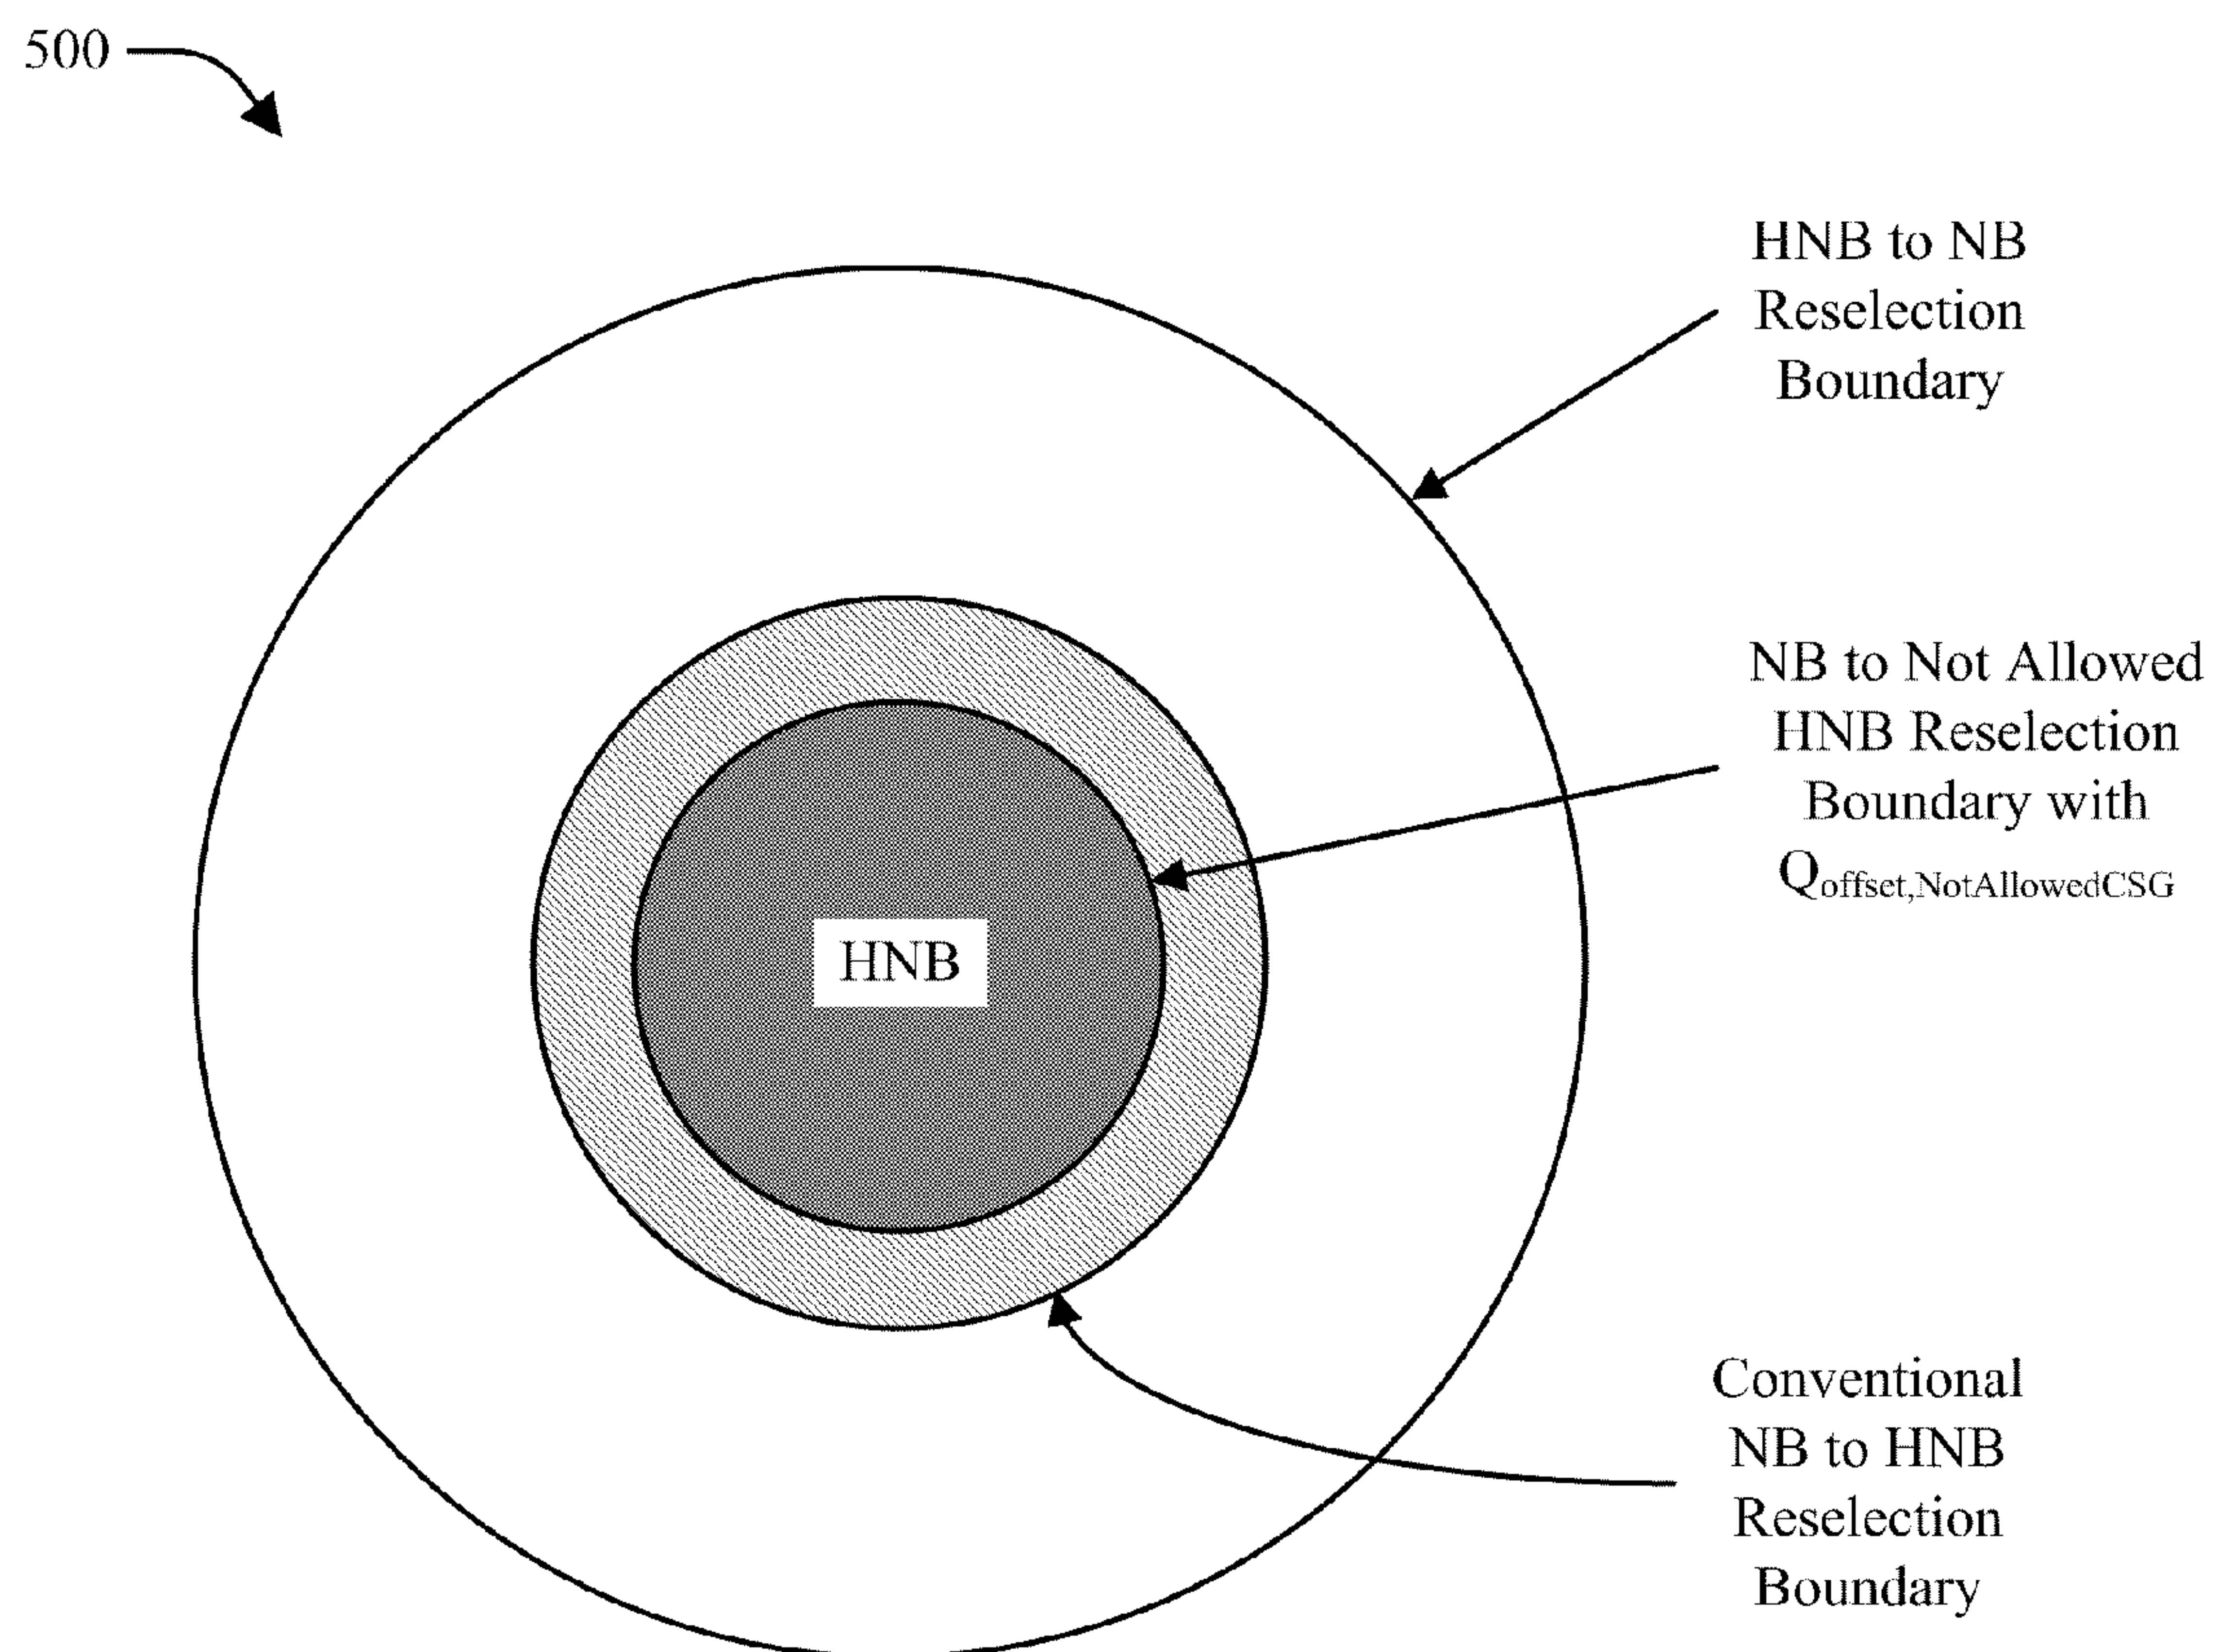 500
HNB to NB
Reselection
Boundary
NB to Not Allowed
HNB Reselection
Boundary with
Qoffset,NotAllowedCSG
HNB
Conventional
NB to HNB
Reselection
Boundary